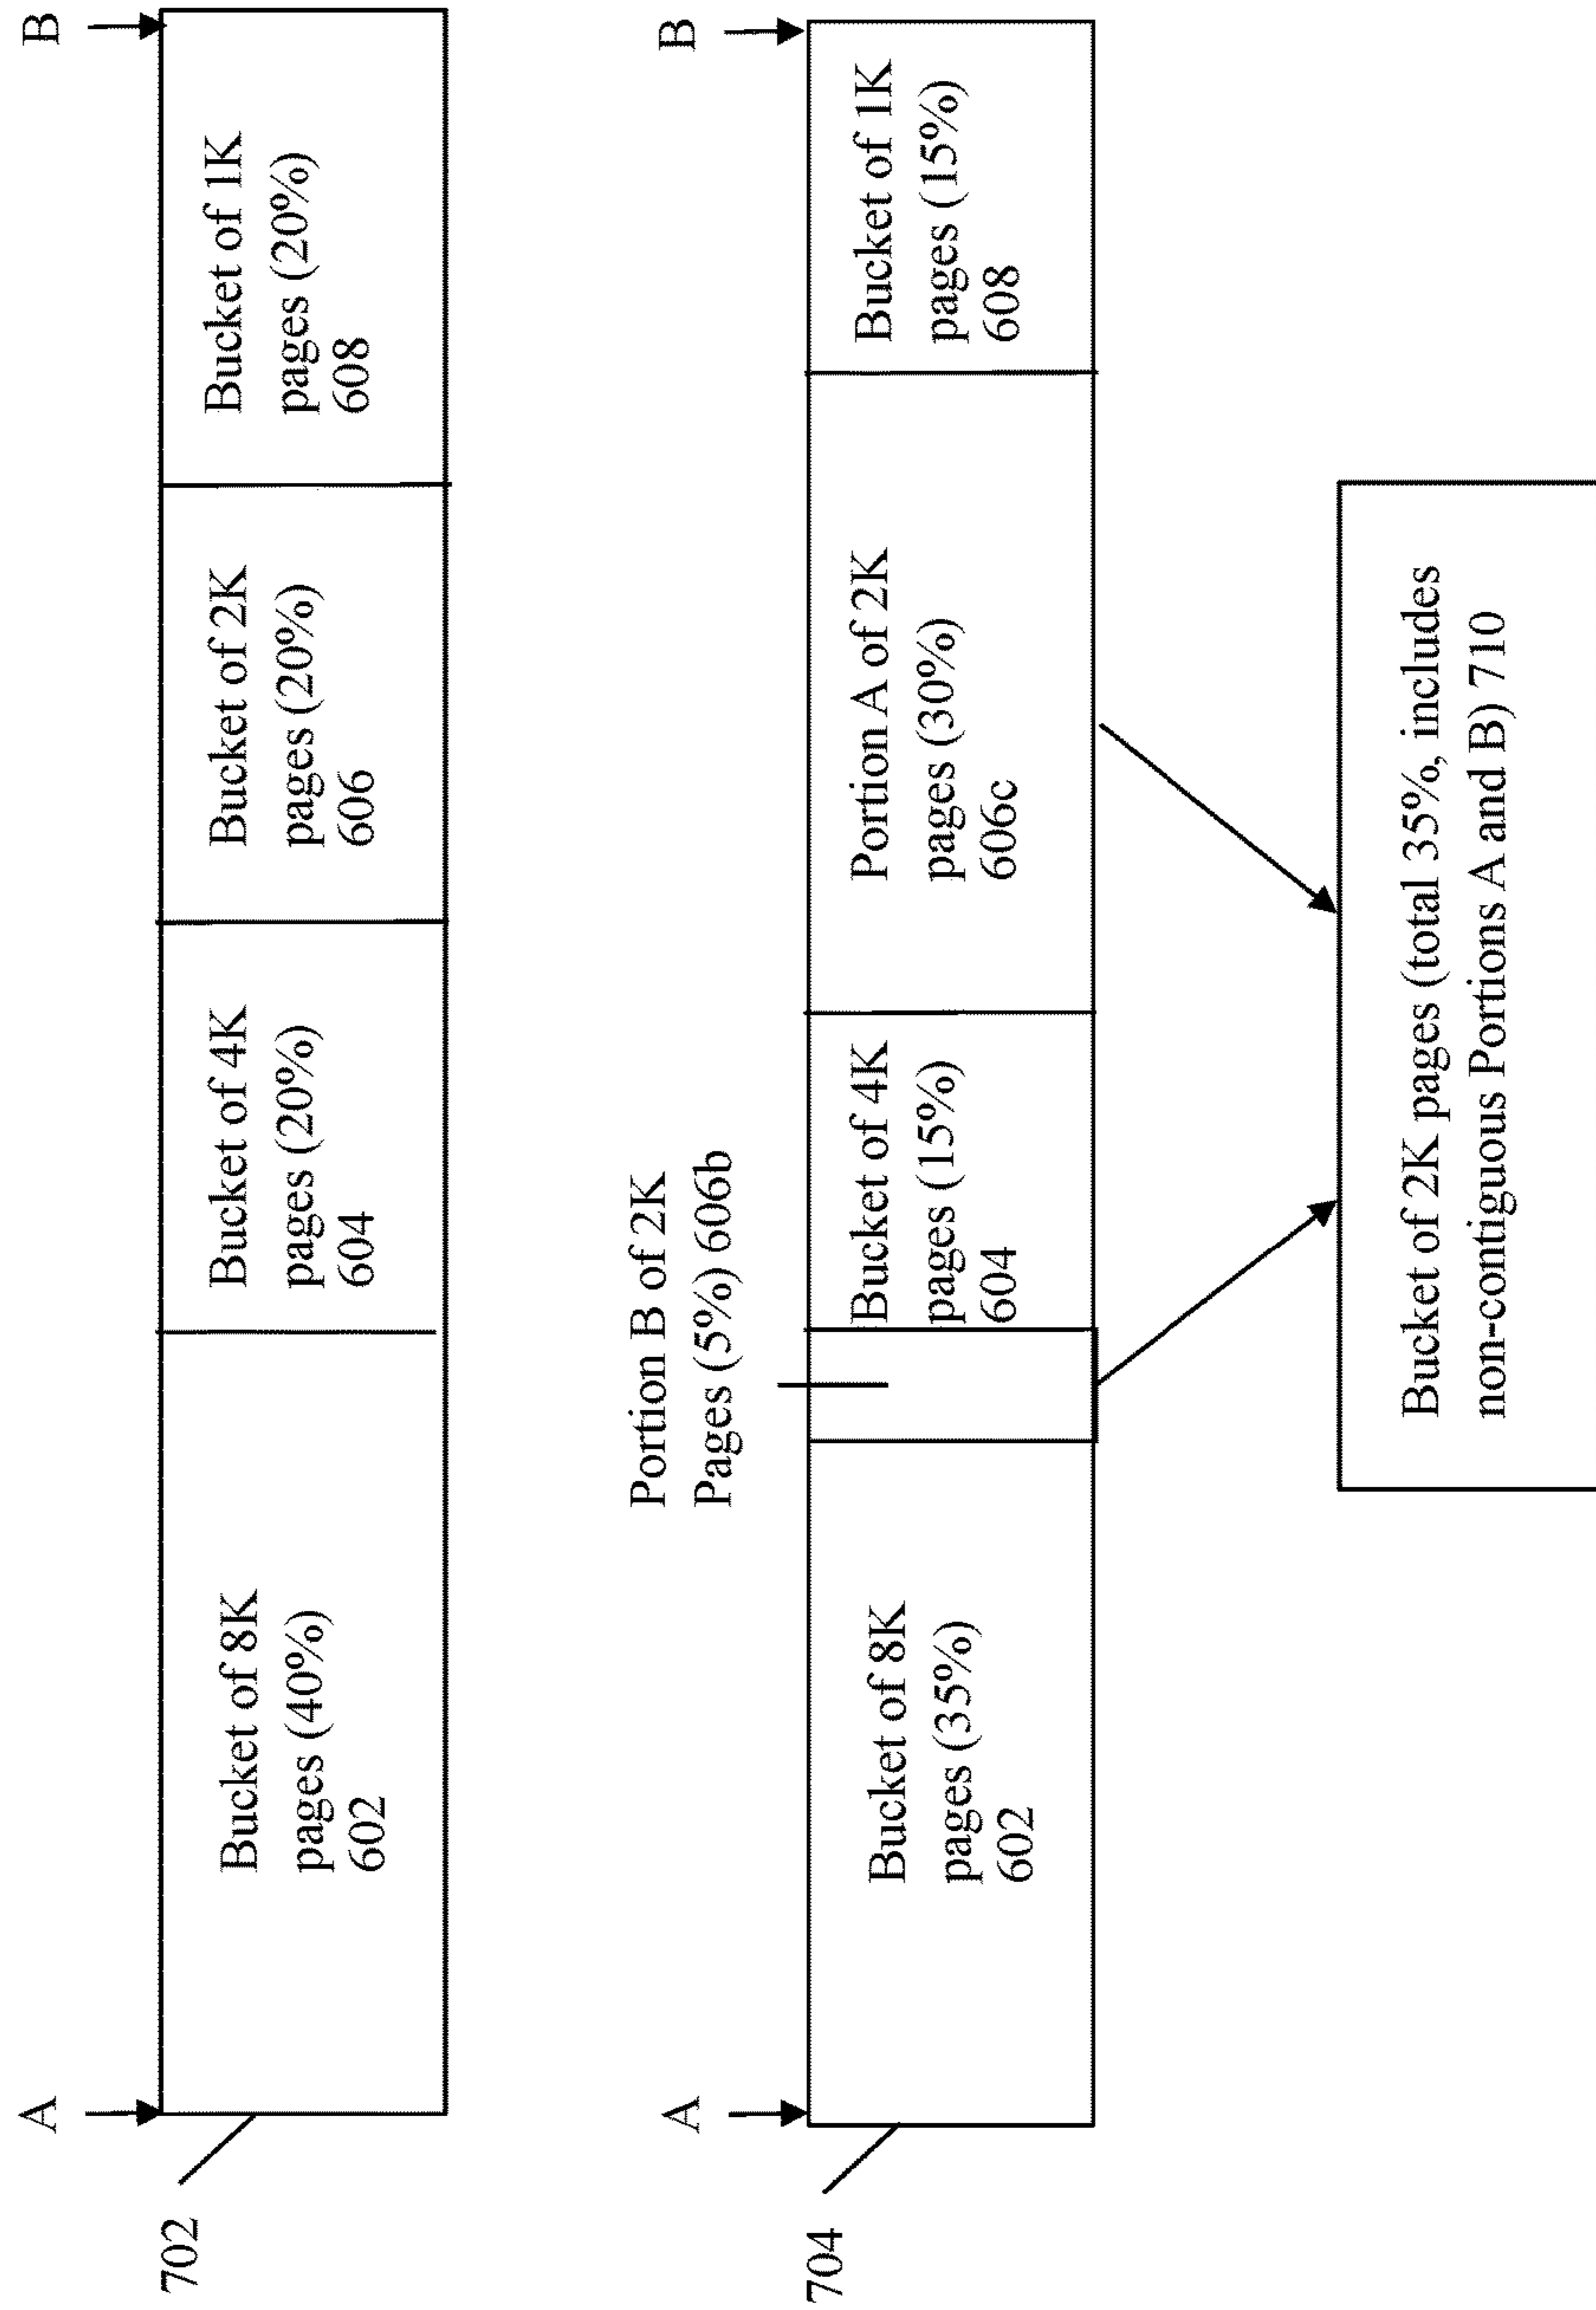 A
B
702
Bucket of 8K
pages (40%)
602
Bucket of 4K
pages (20%)
604
Bucket of 2K
pages (20%)
606
Bucket of 1K
pages (20%)
608
Portion B of 2K
Pages (5%) 606b
A
B
704
Bucket of 8K
pages (35%)
602
Bucket of 4K
pages (15%)
604
Portion A of 2K
pages (30%)
606c
Bucket of 1K
pages (15%)
608
Bucket of 2K pages (total 35%, includes
non-contiguous Portions A and B) 710